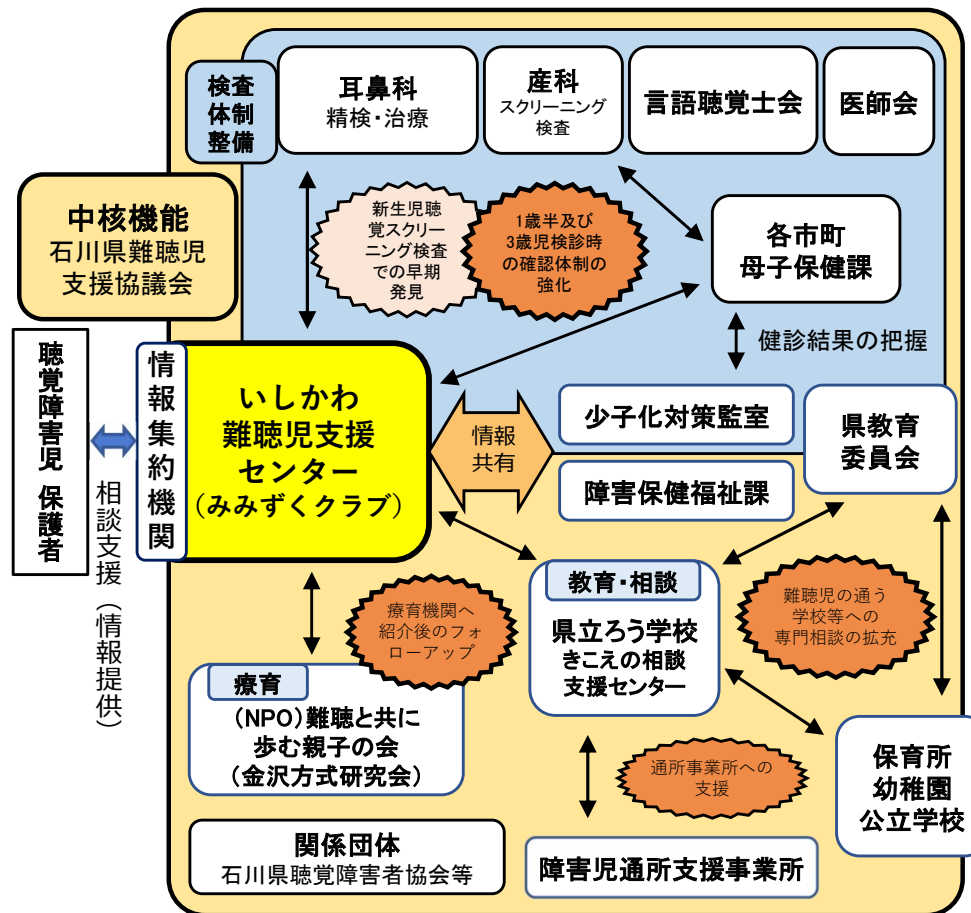 検査
体制
整備
耳鼻科
精検・治療
産科
スクリーニング
検査
言語聴覚士会
医師会
中核機能
石川県難聴児
支援協議会
新生児聴
覚スクリー
ニング検査
での早期
発見
1歳半及び
3歳児検診時
の確認体制の
強化
各市町
母子保健課
健診結果の把握
聴覚障害児 保護者
相談支援（情報提供）
情報集約機関
いしかわ
難聴児支援
センター
（みみずくクラブ）
情報
共有
少子化対策監室
障害保健福祉課
県教育
委員会
療育機関へ
紹介後のフォ
ローアップ
教育・相談
県立ろう学校
きこえの相談
支援センター
難聴児の通う
学校等への
専門相談の拡充
療育
（NPO）難聴と共に
歩む親子の会
（金沢方式研究会）
通所事業所への
支援
保育所
幼稚園
公立学校
関係団体
石川県聴覚障害者協会等
障害児通所支援事業所